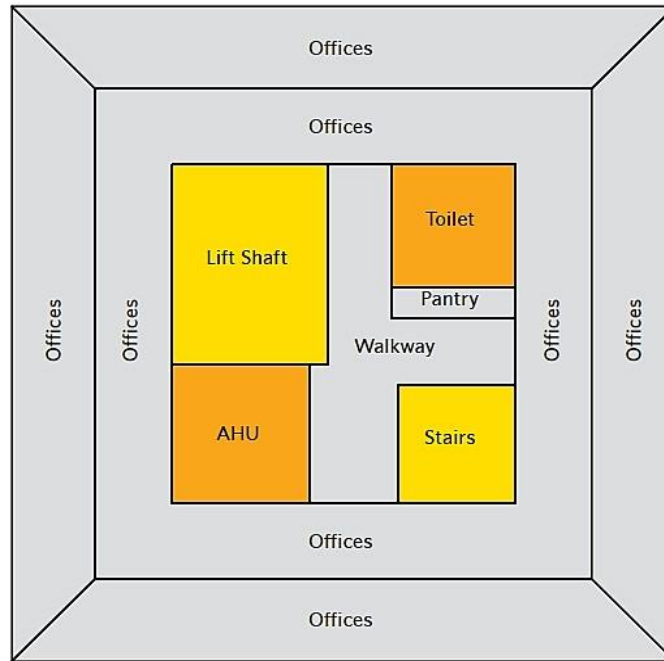 Offices
Offices
Toilet
Lift Shaft
Pantry
Offices
Offices
Walkway
Offices
Offices
AHU
Stairs
Offices
Offices